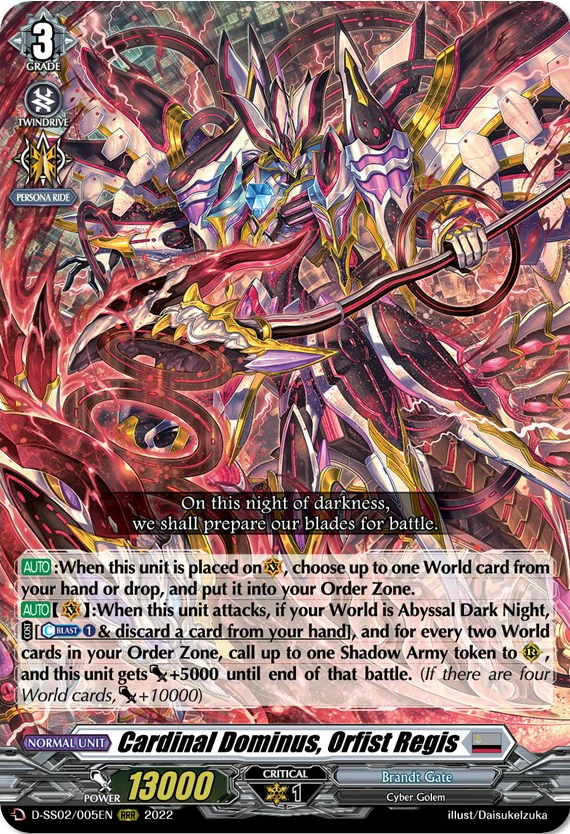 3
GRADE
TWINDRIVE
PERSONA RIDE
On this night of darkness,
we shall prepare our blades for battle.
AUTO:When this unit is placed on , choose up to one World card from
your hand or drop, and put it into your Order Zone.
AUTO【 】:When this unit attacks, if your World is Abyssal Dark Night,
COST[C BLAST 1 & discard a card from your hand], and for every two World
cards in your Order Zone, call up to one Shadow Army token to R,
and this unit gets +5000 until end of that battle. (If there are four
World cards, +10000)
NORMAL UNIT Cardinal Dominus, Orfist Regis
POWER 13000 CRITICAL 1 Brandt Gate
Cyber Golem
D-SS02/005EN RRR 2022 illust/DaisukeIzuka